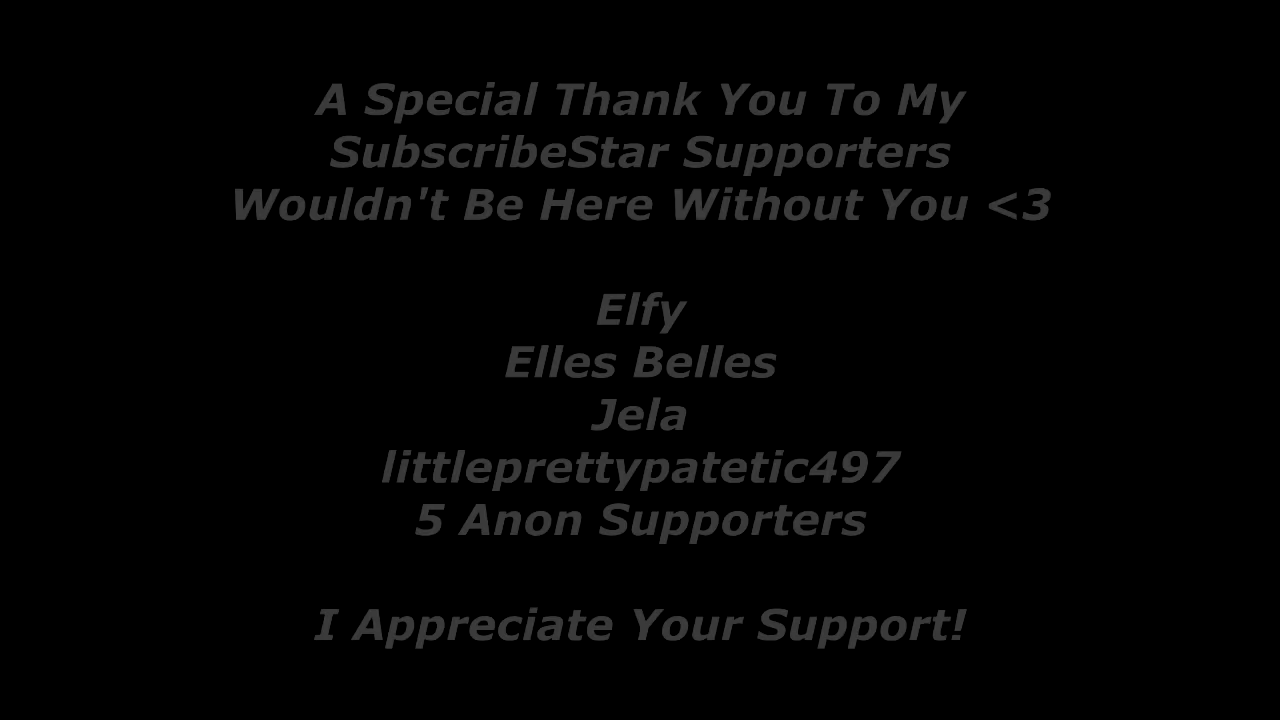 A Special Thank You To My
SubscribeStar Supporters
Wouldn't Be Here Without You <3
Elfy
Elles Belles
Jela
littleprettypatetic497
5 Anon Supporters
I Appreciate Your Support!